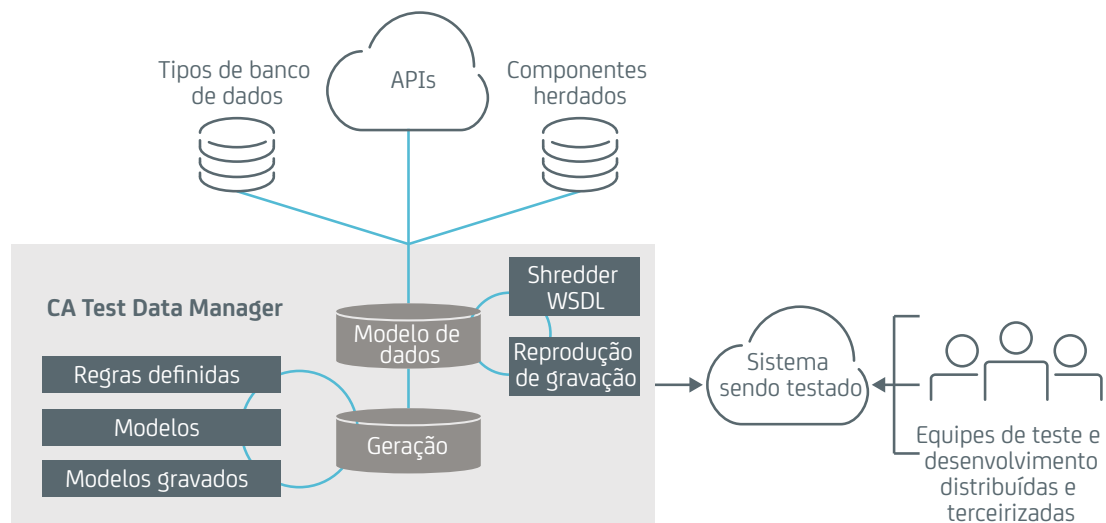 Tipos de banco
de dados
APIs
Componentes
herdados
CA Test Data Manager
Shredder
WSDL
Modelo de
dados
Reprodução
de gravação
Regras definidas
Modelos
Modelos gravados
Geração
Sistema
sendo testado
Equipes de teste e
desenvolvimento
distribuídas e
terceirizadas